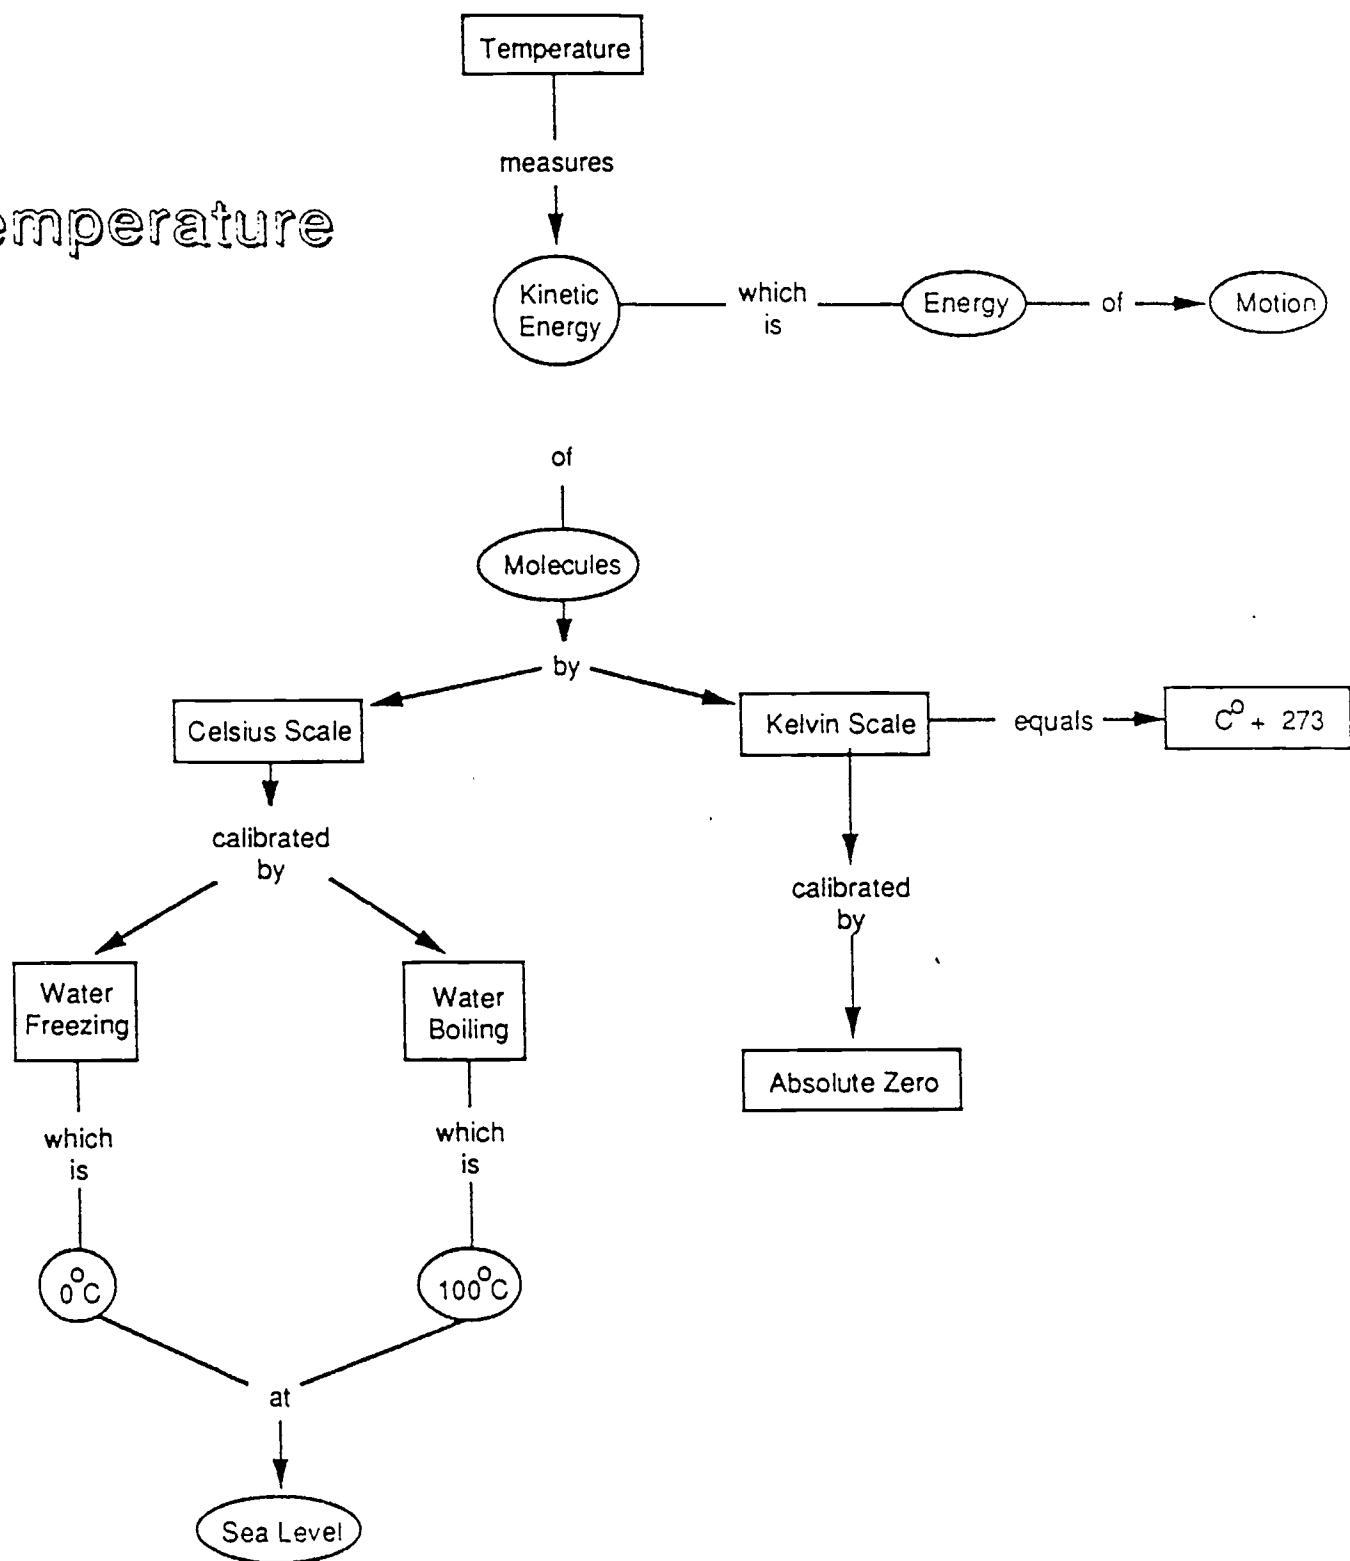 Temperature
measures
emperature
Kinetic
Energy
which
is
Energy
of
Motion
of
Molecules
by
Celsius Scale
Kelvin Scale
equals
C° + 273
calibrated
by
calibrated
by
Water
Freezing
Water
Boiling
Absolute Zero
which
is
which
is
0°C
100°C
at
Sea Level